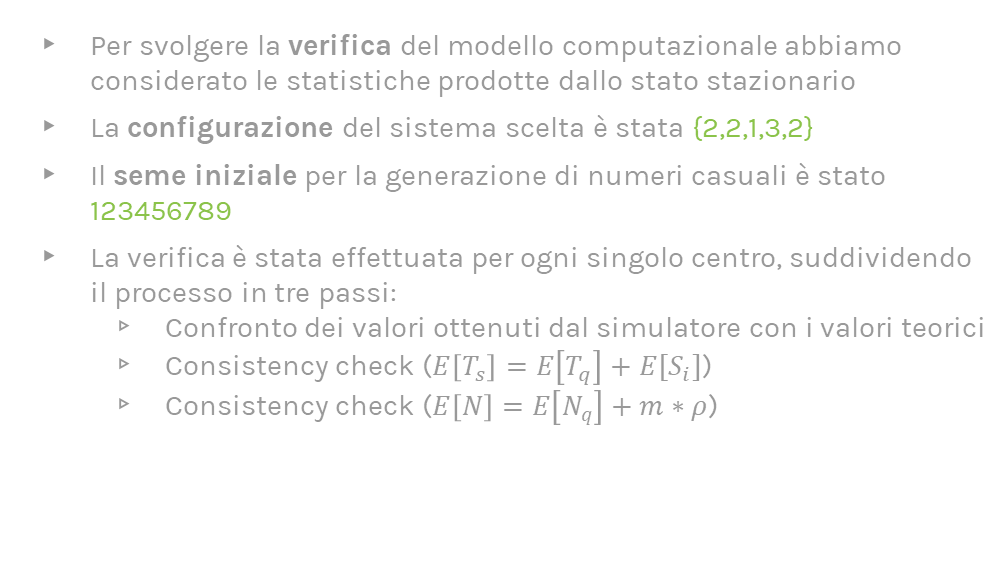 ▸ Per svolgere la verifica del modello computazionale abbiamo
considerato le statistiche prodotte dallo stato stazionario
▸ La configurazione del sistema scelta è stata {2,2,1,3,2}
▸ Il seme iniziale per la generazione di numeri casuali è stato
123456789
▸ La verifica è stata effettuata per ogni singolo centro, suddividendo
il processo in tre passi:
▹ Confronto dei valori ottenuti dal simulatore con i valori teorici
▹ Consistency check (E[T_s] = E[T_q] + E[S_i])
▹ Consistency check (E[N] = E[N_q] + m ∗ ρ)